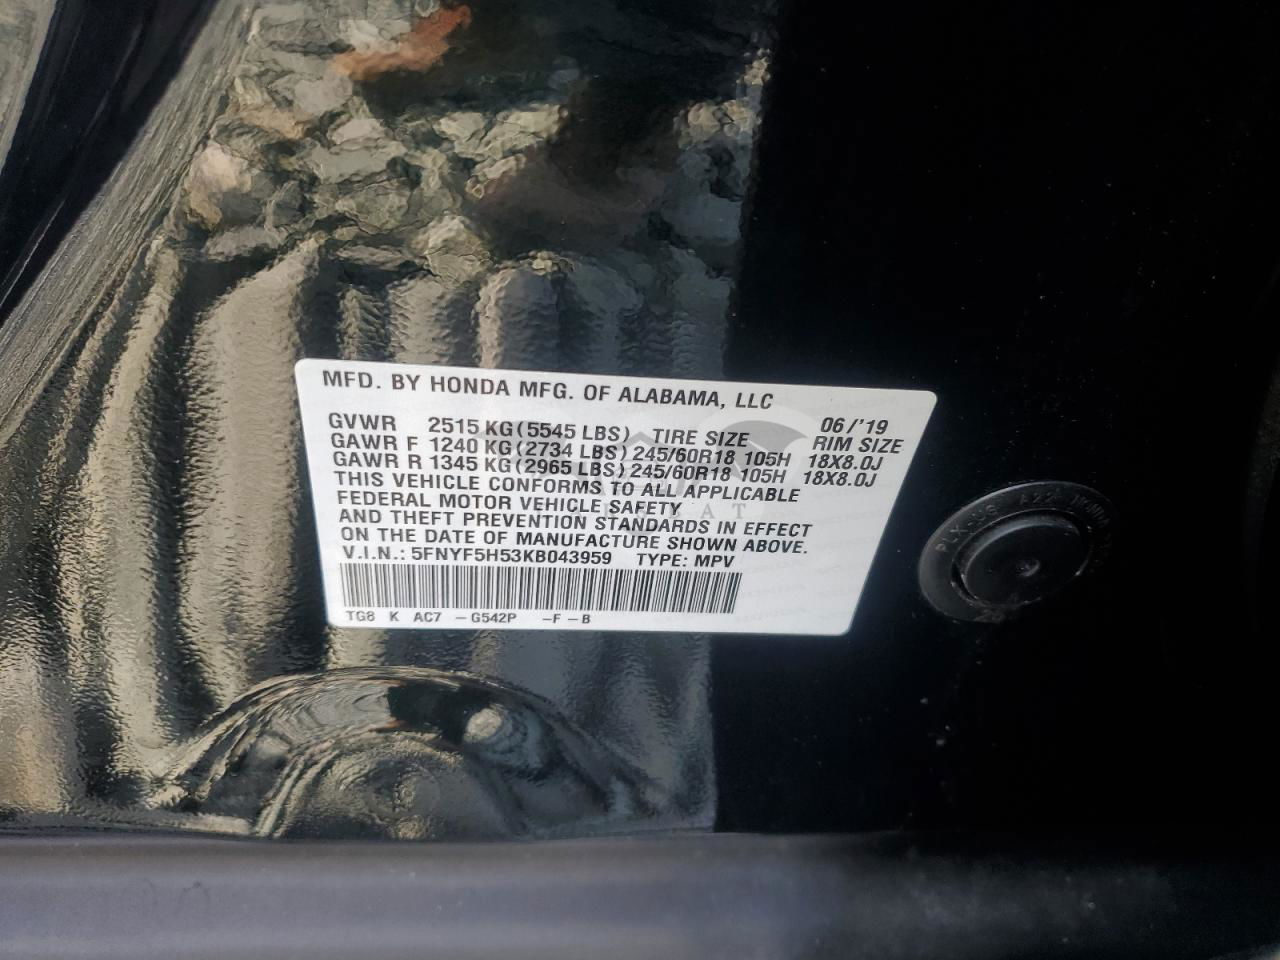 MFD. BY HONDA MFG. OF ALABAMA, LLC
GVWR 2515 KG (5545 LBS) TIRE SIZE 06/'19 RIM SIZE
GAWR F 1240 KG (2734 LBS) 245/60R18 105H 18X8.0J
GAWR R 1345 KG (2965 LBS) 245/60R18 105H 18X8.0J
THIS VEHICLE CONFORMS TO ALL APPLICABLE
FEDERAL MOTOR VEHICLE SAFETY
AND THEFT PREVENTION STANDARDS IN EFFECT
ON THE DATE OF MANUFACTURE SHOWN ABOVE.
V.I.N.: 5FNYF5H53KB043959 TYPE: MPV
TG8 K AC7 -G542P -F -B